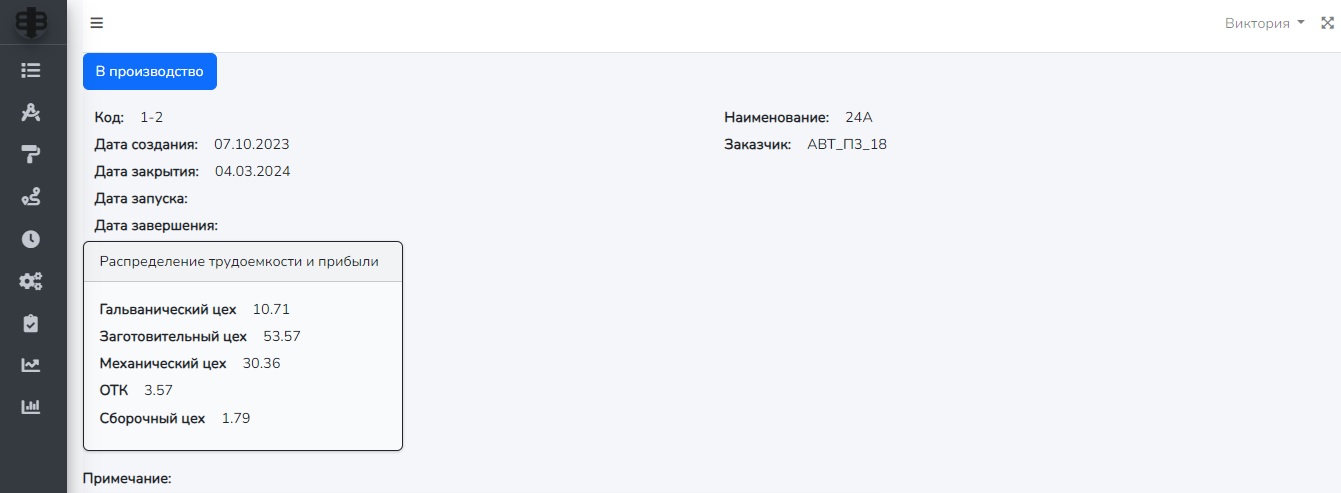 Виктория
В производство
Код: 1-2
Наименование: 24А
Дата создания: 07.10.2023
Заказчик: АВТ_ПЗ_18
Дата закрытия: 04.03.2024
Дата запуска:
Дата завершения:
Распределение трудоемкости и прибыли
Гальванический цех 10.71
Заготовительный цех 53.57
Механический цех 30.36
ОТК 3.57
Сборочный цех 1.79
Примечание: